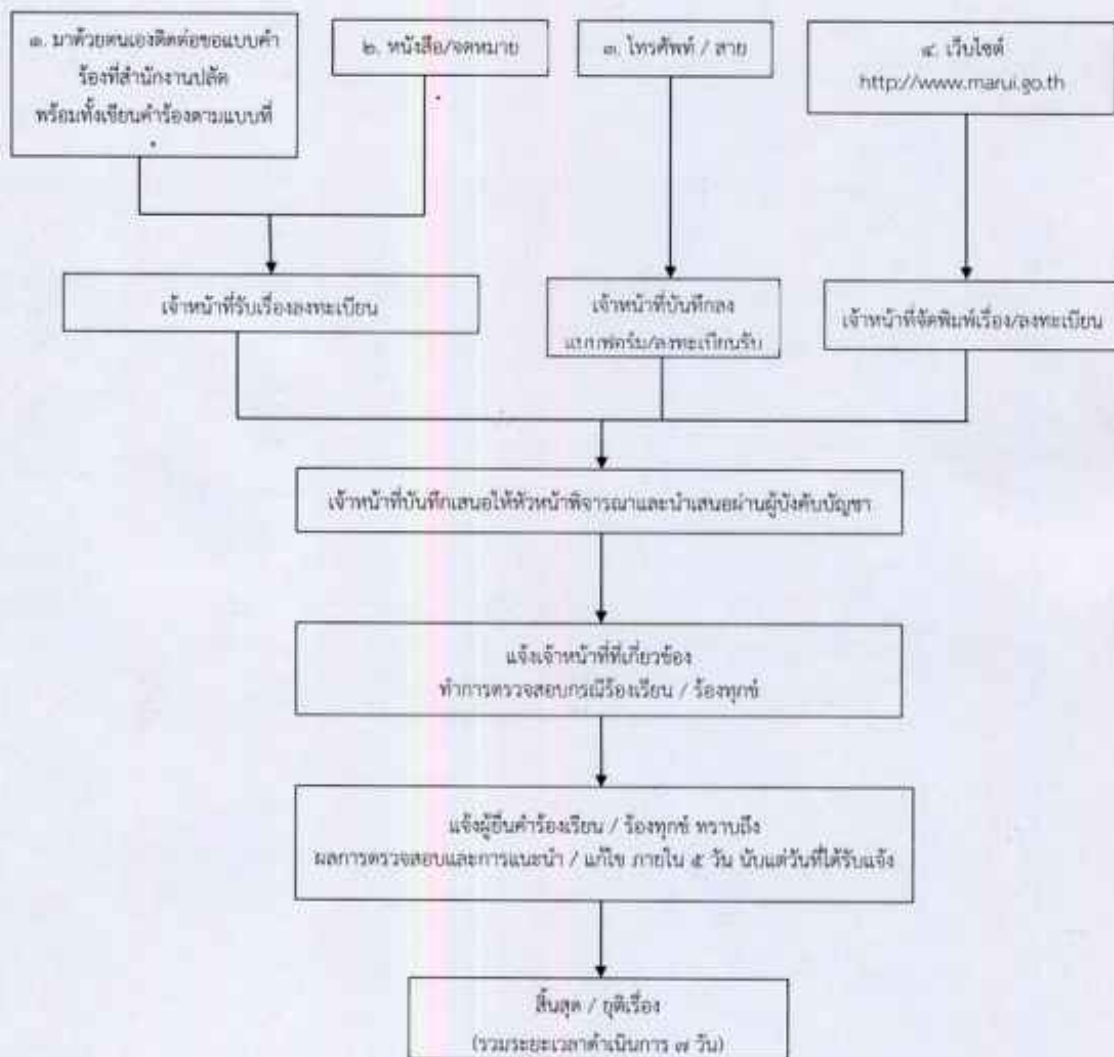 ๑. มาด้วยตนเองติดต่อขอแบบคำ
ร้องที่สำนักงานปลัด
พร้อมทั้งเขียนคำร้องตามแบบที่
๒. หนังสือ/จดหมาย
๓. โทรศัพท์ / สาย
๔. เว็บไซต์
http://www.marui.go.th
เจ้าหน้าที่รับเรื่องลงทะเบียน
เจ้าหน้าที่บันทึกลง
แบบฟอร์ม/ลงทะเบียนรับ
เจ้าหน้าที่จัดพิมพ์เรื่อง/ลงทะเบียน
เจ้าหน้าที่บันทึกเสนอให้หัวหน้าพิจารณาและนำเสนอผ่านผู้บังคับบัญชา
แจ้งเจ้าหน้าที่ที่เกี่ยวข้อง
ทำการตรวจสอบกรณีร้องเรียน / ร้องทุกข์
แจ้งผู้ยื่นคำร้องเรียน / ร้องทุกข์ ทราบถึง
ผลการตรวจสอบและการแนะนำ / แก้ไข ภายใน ๕ วัน นับแต่วันที่ได้รับแจ้ง
สิ้นสุด / ยุติเรื่อง
(รวมระยะเวลาดำเนินการ ๗ วัน)